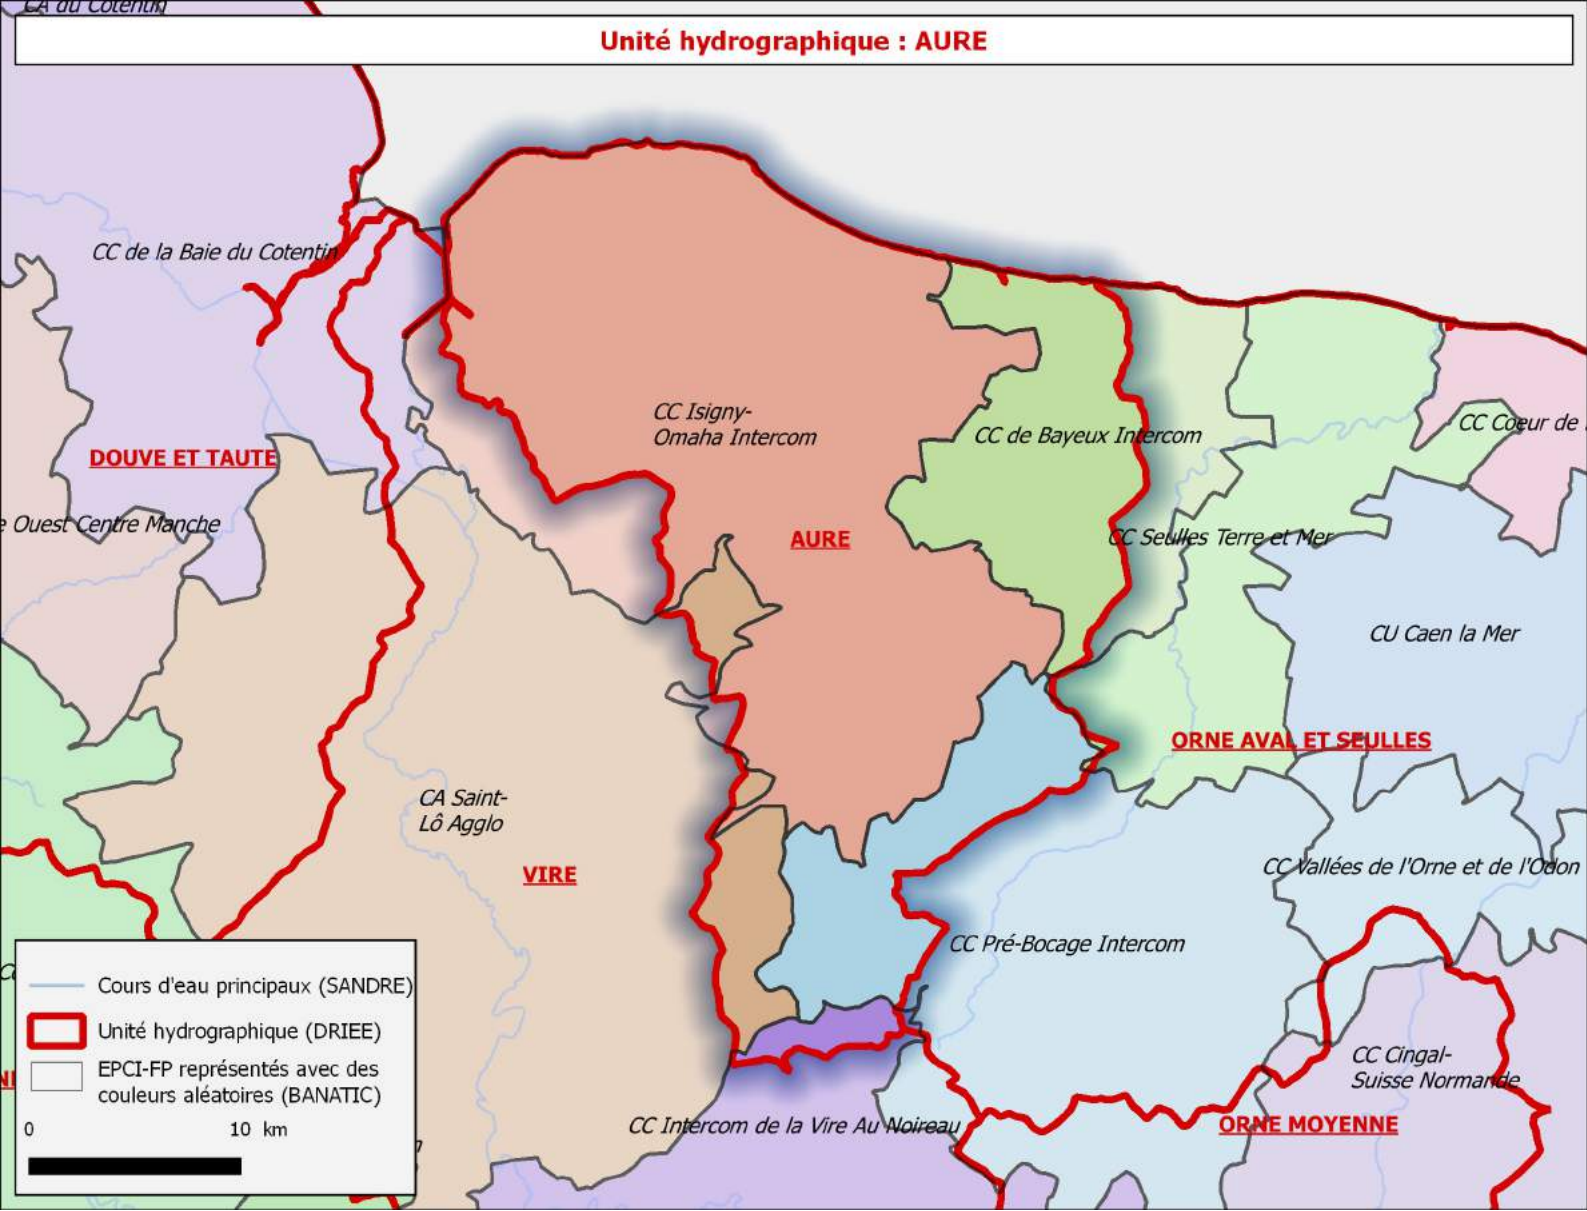 CA du Cotentin
Unité hydrographique : AURE
CC de la Baie du Cotentin
CC Isigny-
Omaha Intercom
CC de Bayeux Intercom
CC Coeur de
DOUVE ET TAUTE
Ouest Centre Manche
AURE
CC Seulles Terre et Mer
CU Caen la Mer
ORNE AVAL ET SEULLES
CA Saint-
Lô Agglo
VIRE
CC Vallées de l'Orne et de l'Odon
CC Pré-Bocage Intercom
Cours d'eau principaux (SANDRE)
Unité hydrographique (DRIEE)
EPCI-FP représentés avec des
couleurs aléatoires (BANATIC)
0 10 km
CC Cingal-
Suisse Normande
CC Intercom de la Vire Au Noireau
ORNE MOYENNE